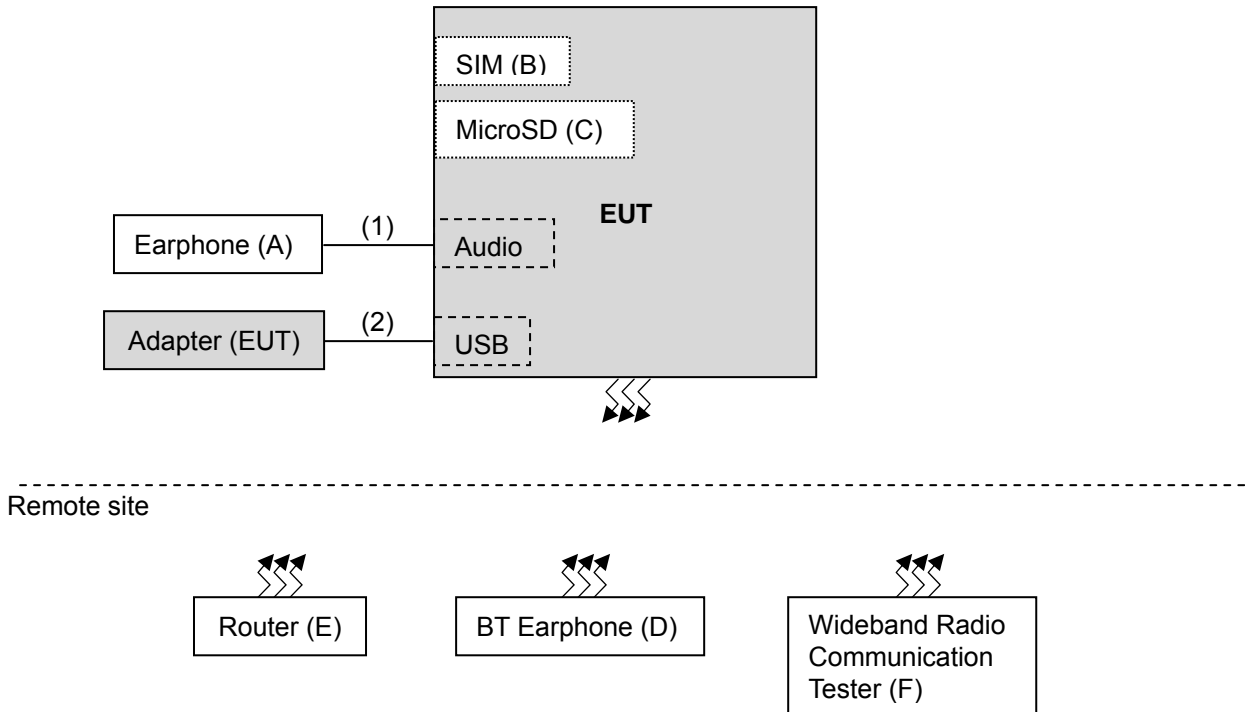 SIM (B)
MicroSD (C)
EUT
Earphone (A)
(1)
Audio
Adapter (EUT)
(2)
USB
Remote site
Router (E)
BT Earphone (D)
Wideband Radio
Communication
Tester (F)